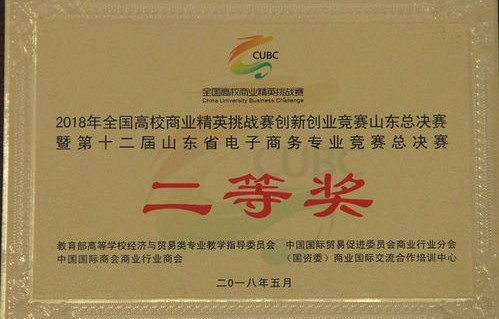 CUBC
全国高校商业精英挑战赛
China University Business Challenge
2018年全国高校商业精英挑战赛创新创业竞赛山东总决赛
暨第十二届山东省电子商务专业竞赛总决赛
二等奖
教育部高等学校经济与贸易类专业教学指导委员会 中国国际贸易促进委员会商业行业分会
中国国际商会商业行业商会 （国资委）商业国际交流合作培训中心
二〇一八年五月